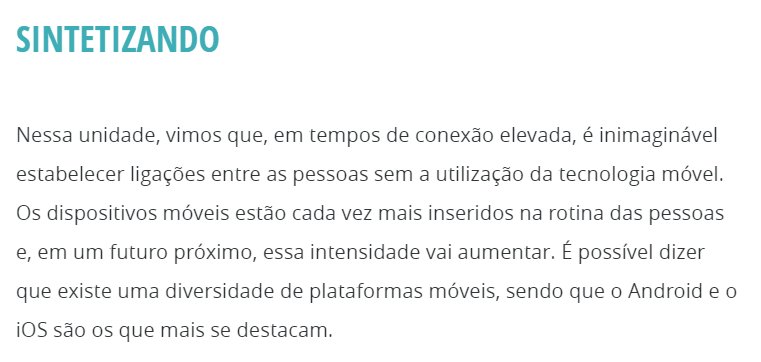 SINTETIZANDO
Nessa unidade, vimos que, em tempos de conexão elevada, é inimaginável
estabelecer ligações entre as pessoas sem a utilização da tecnologia móvel.
Os dispositivos móveis estão cada vez mais inseridos na rotina das pessoas
e, em um futuro próximo, essa intensidade vai aumentar. É possível dizer
que existe uma diversidade de plataformas móveis, sendo que o Android e o
iOS são os que mais se destacam.